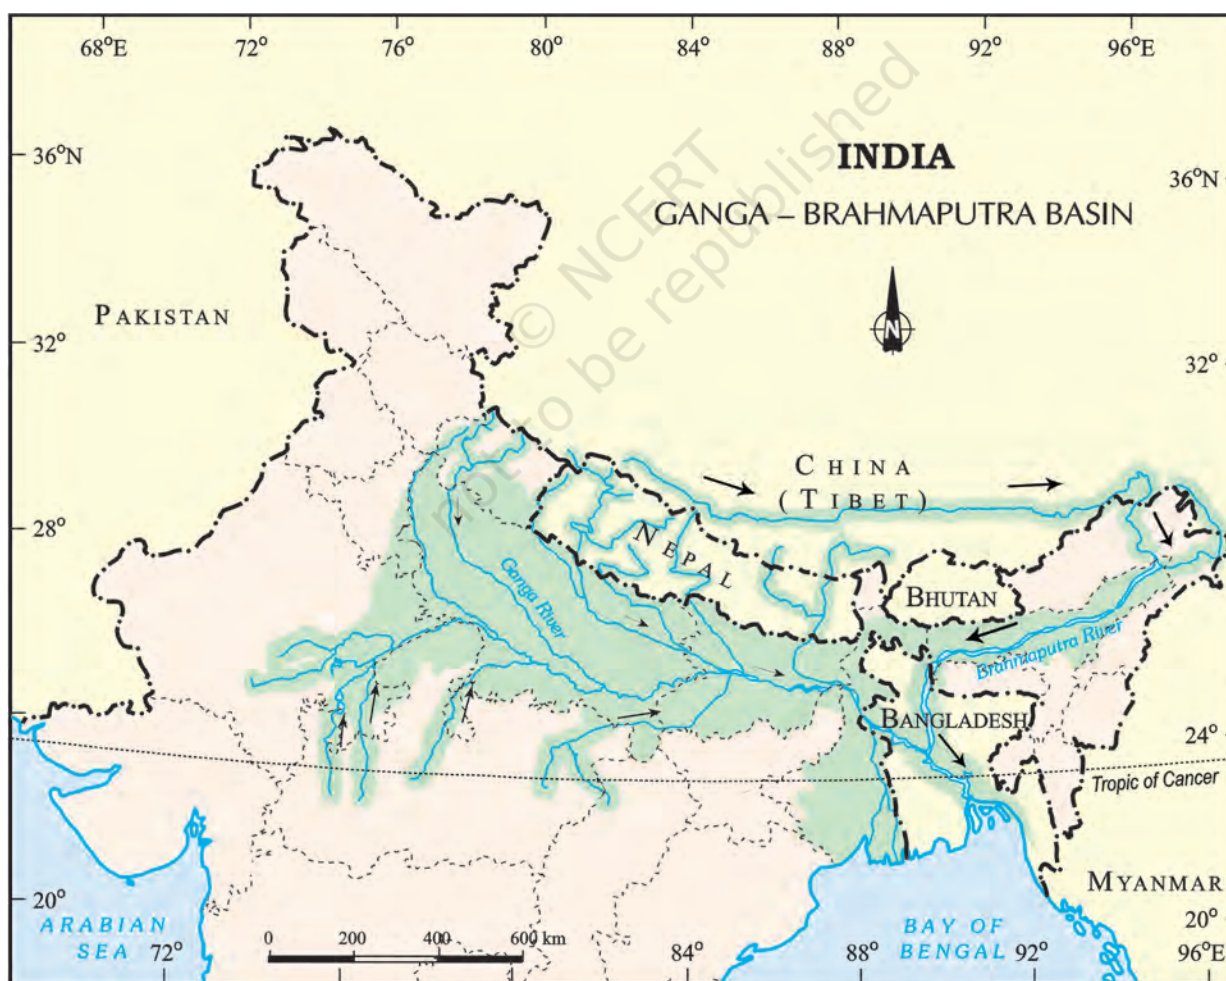 68°E 72° 76° 80° 84° 88° 92° 96°E
36°N
INDIA
36°N
GANGA – BRAHMAPUTRA BASIN
© NCERT
not to be republished
PAKISTAN
N
32°
32°
CHINA
(TIBET)
28°
NEPAL
28°
Ganga River
BHUTAN
Brahmaputra River
BANGLADESH
24°
24°
Tropic of Cancer
20°
MYANMAR
20°
ARABIAN
SEA
0 200 400 600 km
BAY OF
BENGAL
72° 84° 88° 92° 96°E